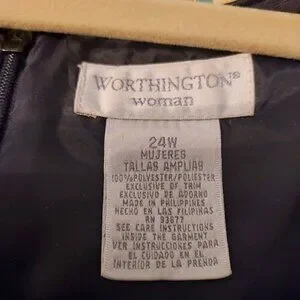 WORTHINGTON®
woman
24W
MUJERES
TALLAS AMPLIAS
100% POLYESTER/POLIESTER
EXCLUSIVE OF TRIM
EXCLUSIVO DE ADORNO
MADE IN PHILIPPINES
HECHO EN LAS FILIPINAS
RN 93677
SEE CARE INSTRUCTIONS
INSIDE THE GARMENT
VER INSTRUCCIONES PARA
EL CUIDADO EN EL
INTERIOR DE LA PRENDA